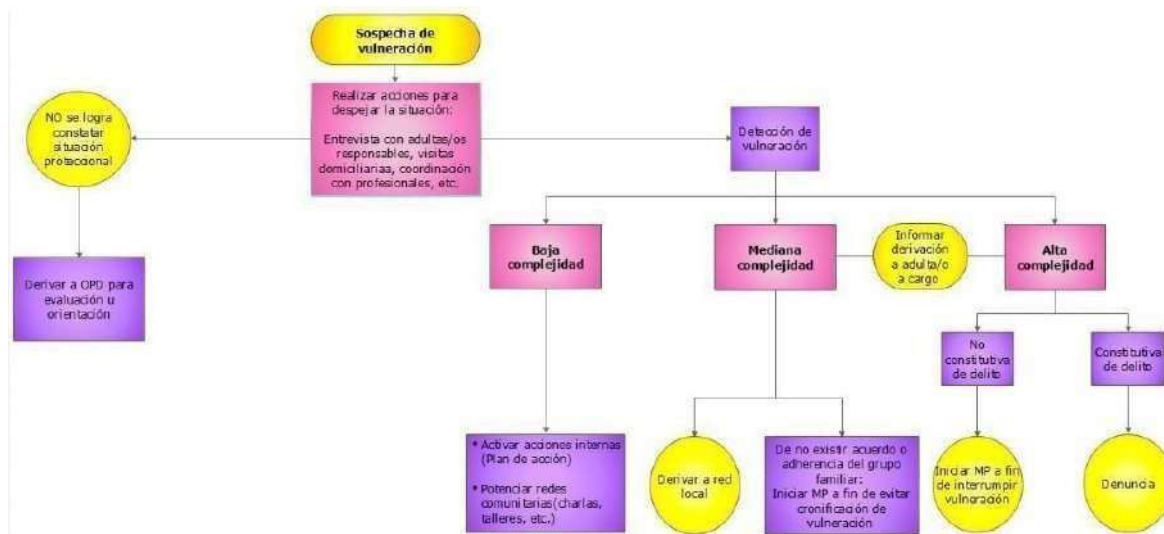 Sospecha de
vulneración
Realizar acciones para
despejar la situación:
Entrevista con adultas/os
responsables, visitas
domiciliarias, coordinación
con profesionales, etc.
NO se logra
constatar
situación
proteccional
Derivar a OPD para
evaluación u
orientación
Detección de
vulneración
Baja
complejidad
Mediana
complejidad
Informar
derivación
a adulta/o
a cargo
Alta
complejidad
No
constitutiva
de delito
Constitutiva
de delito
* Activar acciones internas
(Plan de acción)
* Potenciar redes
comunitarias(charlas,
talleres, etc.)
Derivar a red
local
De no existir acuerdo o
adherencia del grupo
familiar:
Iniciar MP a fin de evitar
cronificación de
vulneración
Iniciar MP a fin
de interrumpir
vulneración
Denuncia